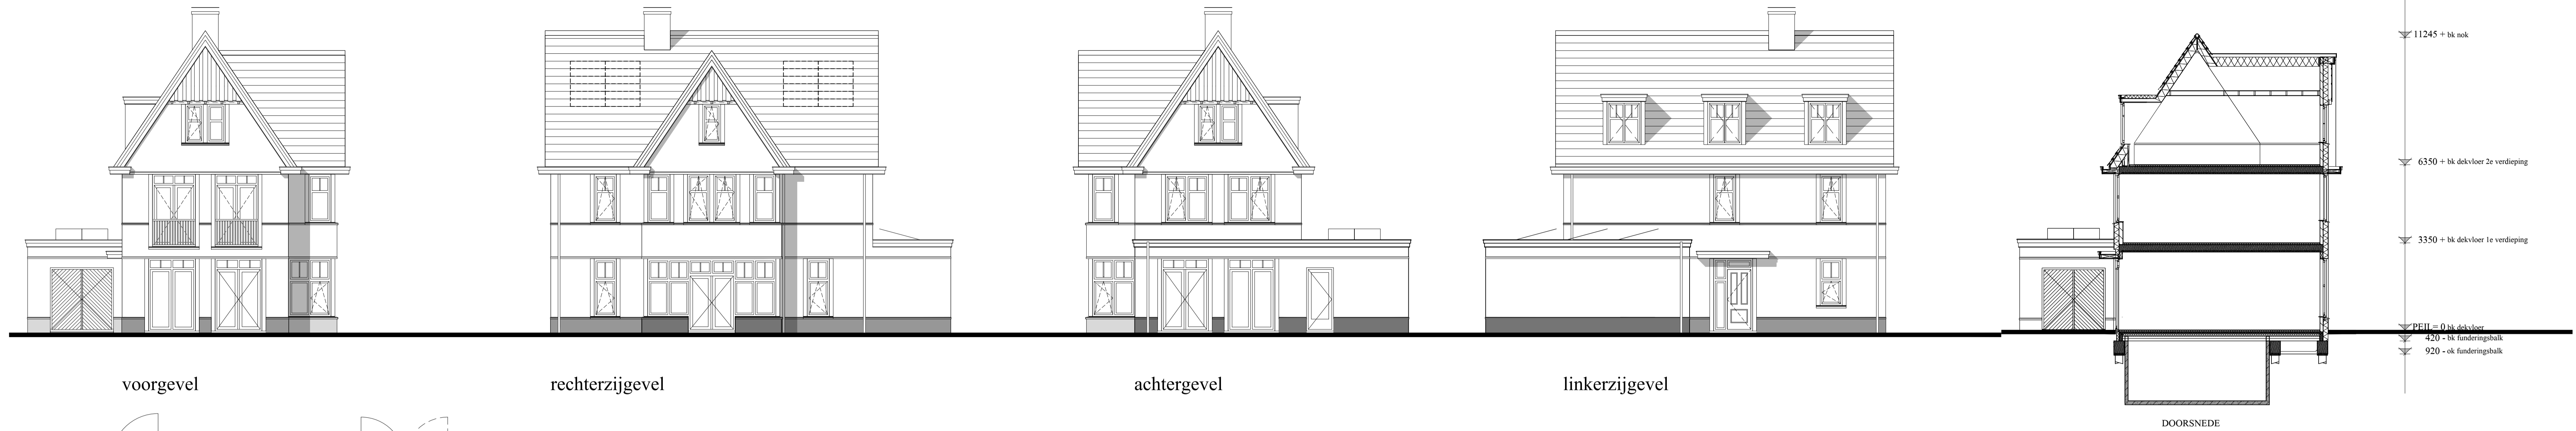 11245 + bk nok
6350 + bk dekvloer 2e verdieping
3350 + bk dekvloer 1e verdieping
PEIL= 0 bk dekvloer
420 - bk funderingsbalk
920 - ok funderingsbalk
voorgevel
rechterzijgevel
achtergevel
linkerzijgevel
DOORSNEDE